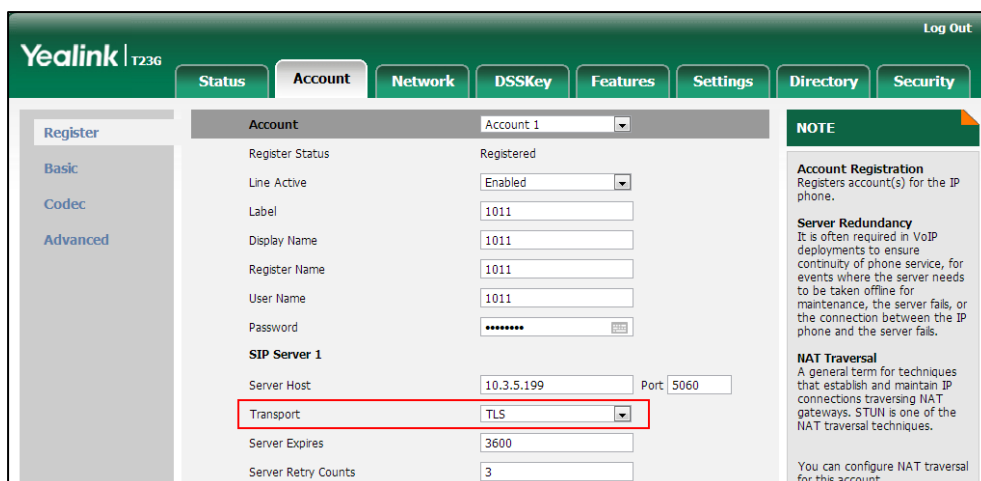 Log Out
Yealink | T23G
Status Account Network DSSKey Features Settings Directory Security
Register
Basic
Codec
Advanced
Account Account 1
Register Status Registered
Line Active Enabled
Label 1011
Display Name 1011
Register Name 1011
User Name 1011
Password ••••••••
SIP Server 1
Server Host 10.3.5.199 Port 5060
Transport TLS
Server Expires 3600
Server Retry Counts 3
NOTE
Account Registration
Registers account(s) for the IP
phone.
Server Redundancy
It is often required in VoIP
deployments to ensure
continuity of phone service, for
events where the server needs
to be taken offline for
maintenance, the server fails, or
the connection between the IP
phone and the server fails.
NAT Traversal
A general term for techniques
that establish and maintain IP
connections traversing NAT
gateways. STUN is one of the
NAT traversal techniques.
You can configure NAT traversal
for this account.